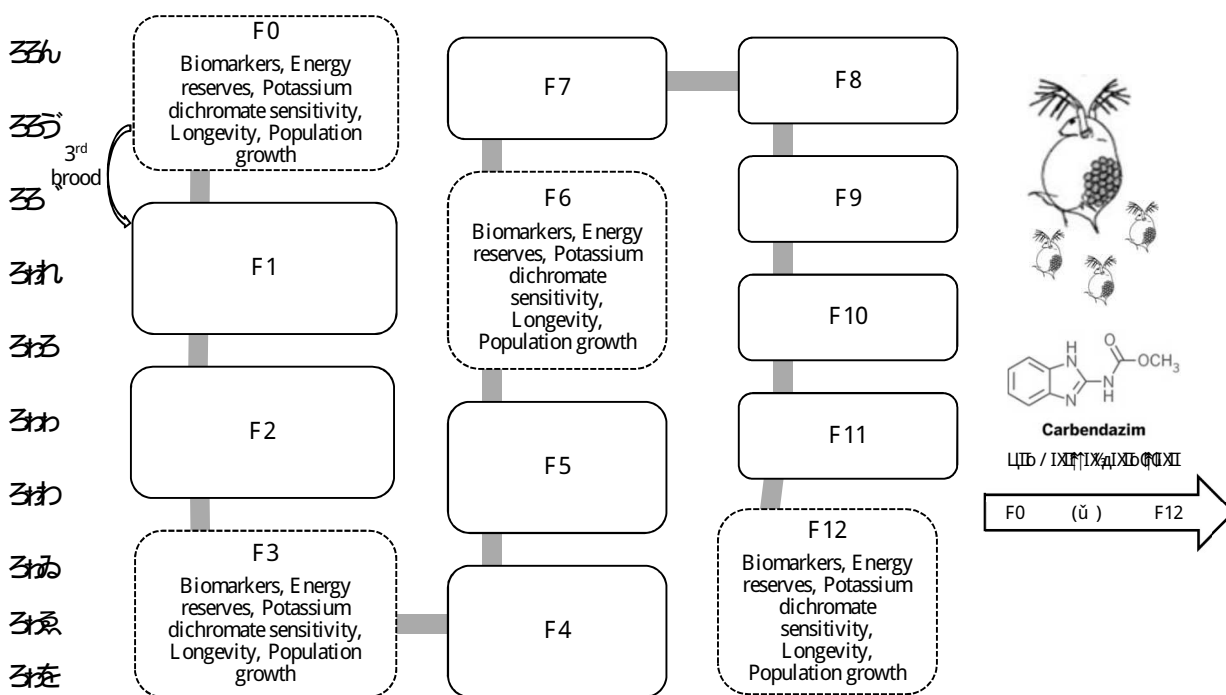 F0
Biomarkers, Energy
reserves, Potassium
dichromate sensitivity,
Longevity, Population
growth
3rd
brood
F1
F2
F3
Biomarkers, Energy
reserves, Potassium
dichromate sensitivity,
Longevity, Population
growth
F7
F6
Biomarkers, Energy
reserves, Potassium
dichromate
sensitivity,
Longevity,
Population growth
F5
F4
F8
F9
F10
F11
F12
Biomarkers, Energy
reserves, Potassium
dichromate
sensitivity,
Longevity,
Population growth
H
N
N
N
H
O
OCH3
Carbendazim
F0 (ŭ ) F12